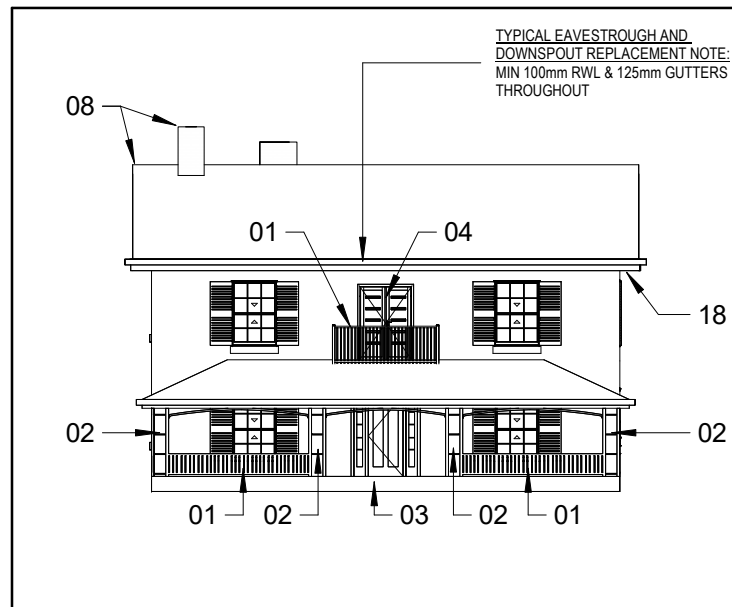 TYPICAL EAVESTROUGH AND
DOWNSPOUT REPLACEMENT NOTE:
MIN 100mm RWL & 125mm GUTTERS
THROUGHOUT
08
01
04
18
02
02
01
02
03
02
01